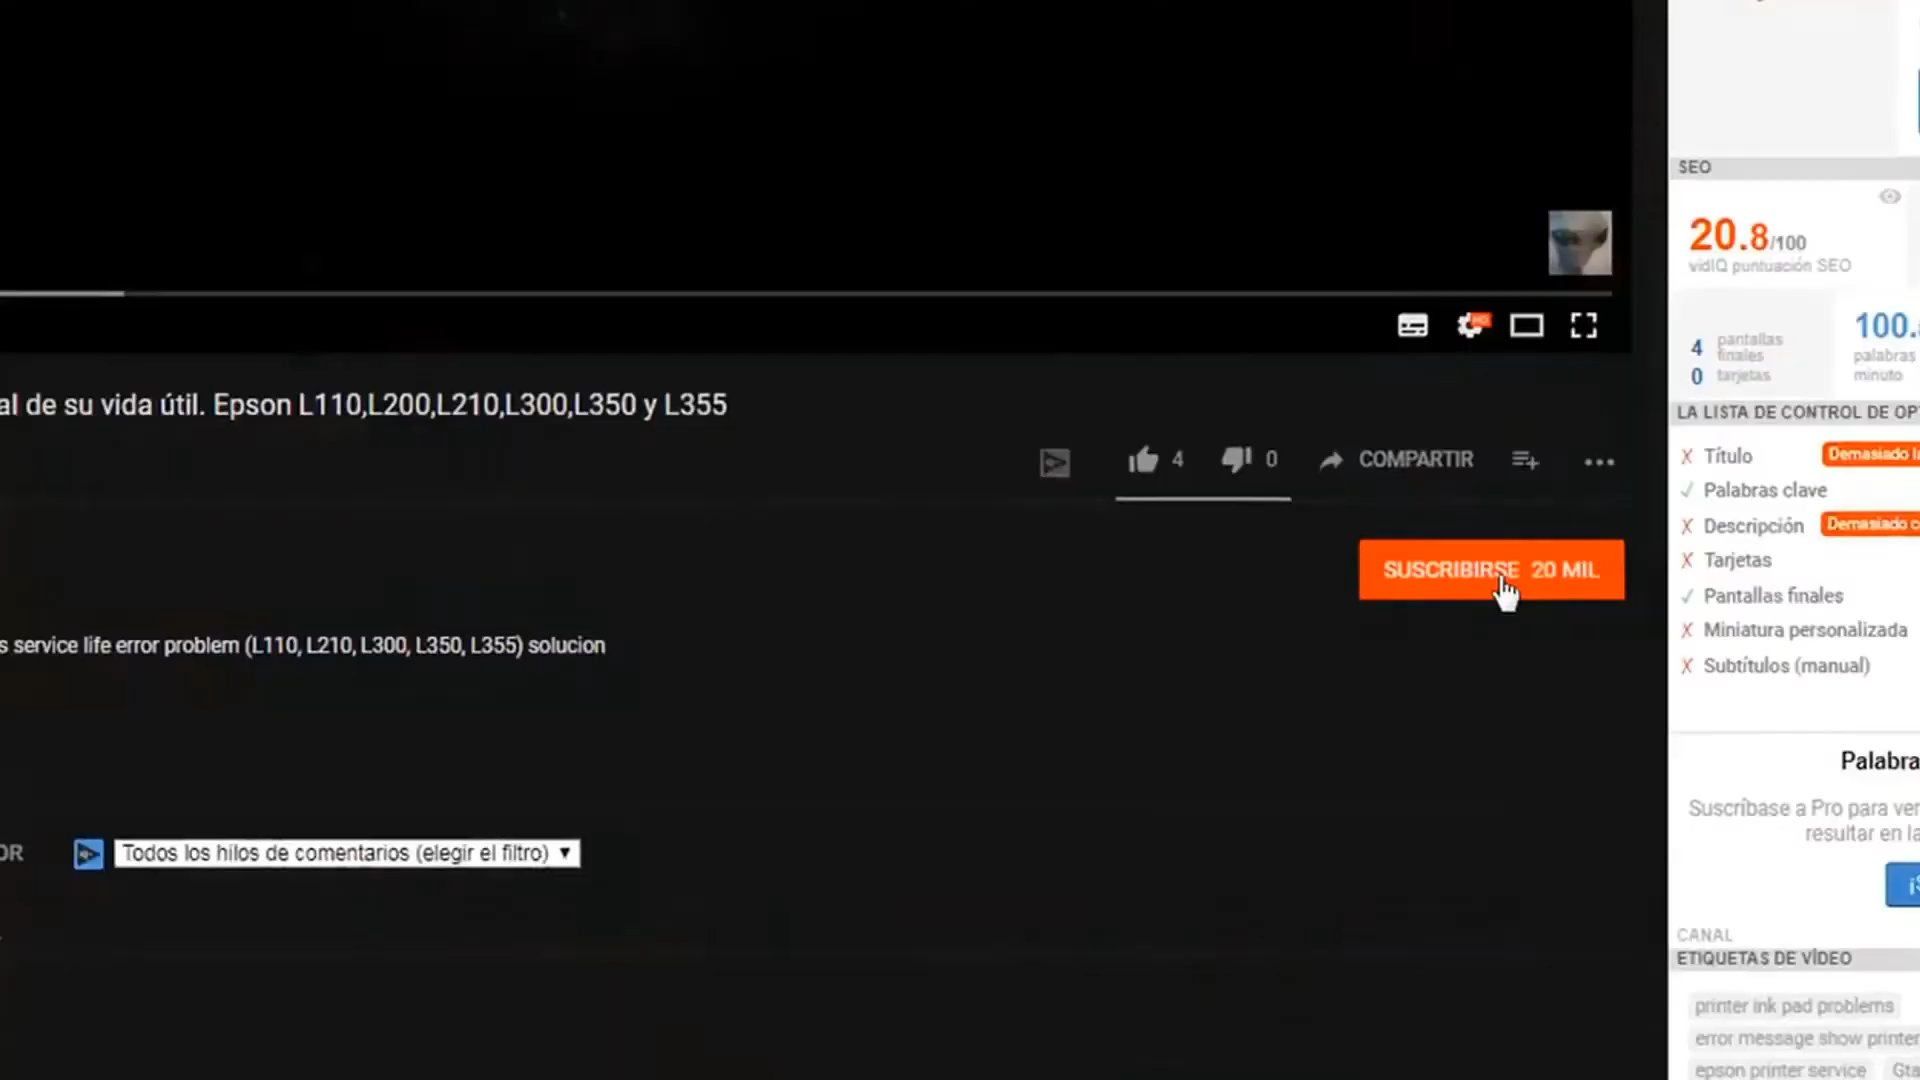 SEO
20.8/100
vidIQ puntuación SEO
HD
4 pantallas finales
0 tarjetas
100.
palabras
minuto
al de su vida útil. Epson L110,L200,L210,L300,L350 y L355
4
0
COMPARTIR
SUSCRIBIRSE 20 MIL
s service life error problem (L110, L210, L300, L350, L355) solucion
OR
Todos los hilos de comentarios (elegir el filtro) ▼
LA LISTA DE CONTROL DE OP
X Título Demasiado l
✓ Palabras clave
X Descripción Demasiado c
X Tarjetas
✓ Pantallas finales
X Miniatura personalizada
X Subtítulos (manual)
Palabra
Suscríbase a Pro para ver
resultar en la
CANAL
ETIQUETAS DE VÍDEO
printer ink pad problems
error message show printer
epson printer service